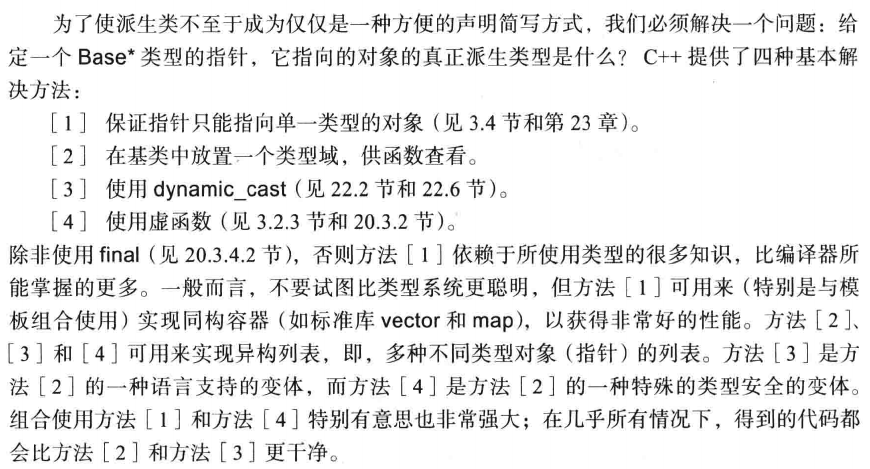 为了使派生类不至于成为仅仅是一种方便的声明简写方式，我们必须解决一个问题：给
定一个 Base* 类型的指针，它指向的对象的真正派生类型是什么？ C++ 提供了四种基本解
决方法：
［1］ 保证指针只能指向单一类型的对象（见 3.4 节和第 23 章）。
［2］ 在基类中放置一个类型域，供函数查看。
［3］ 使用 dynamic_cast（见 22.2 节和 22.6 节）。
［4］ 使用虚函数（见 3.2.3 节和 20.3.2 节）。
除非使用 final（见 20.3.4.2 节），否则方法［1］依赖于所使用类型的很多知识，比编译器所
能掌握的更多。一般而言，不要试图比类型系统更聪明，但方法［1］可用来（特别是与模
板组合使用）实现同构容器（如标准库 vector 和 map），以获得非常好的性能。方法［2］、
［3］和［4］可用来实现异构列表，即，多种不同类型对象（指针）的列表。方法［3］是方
法［2］的一种语言支持的变体，而方法［4］是方法［2］的一种特殊的类型安全的变体。
组合使用方法［1］和方法［4］特别有意思也非常强大；在几乎所有情况下，得到的代码都
会比方法［2］和方法［3］更干净。